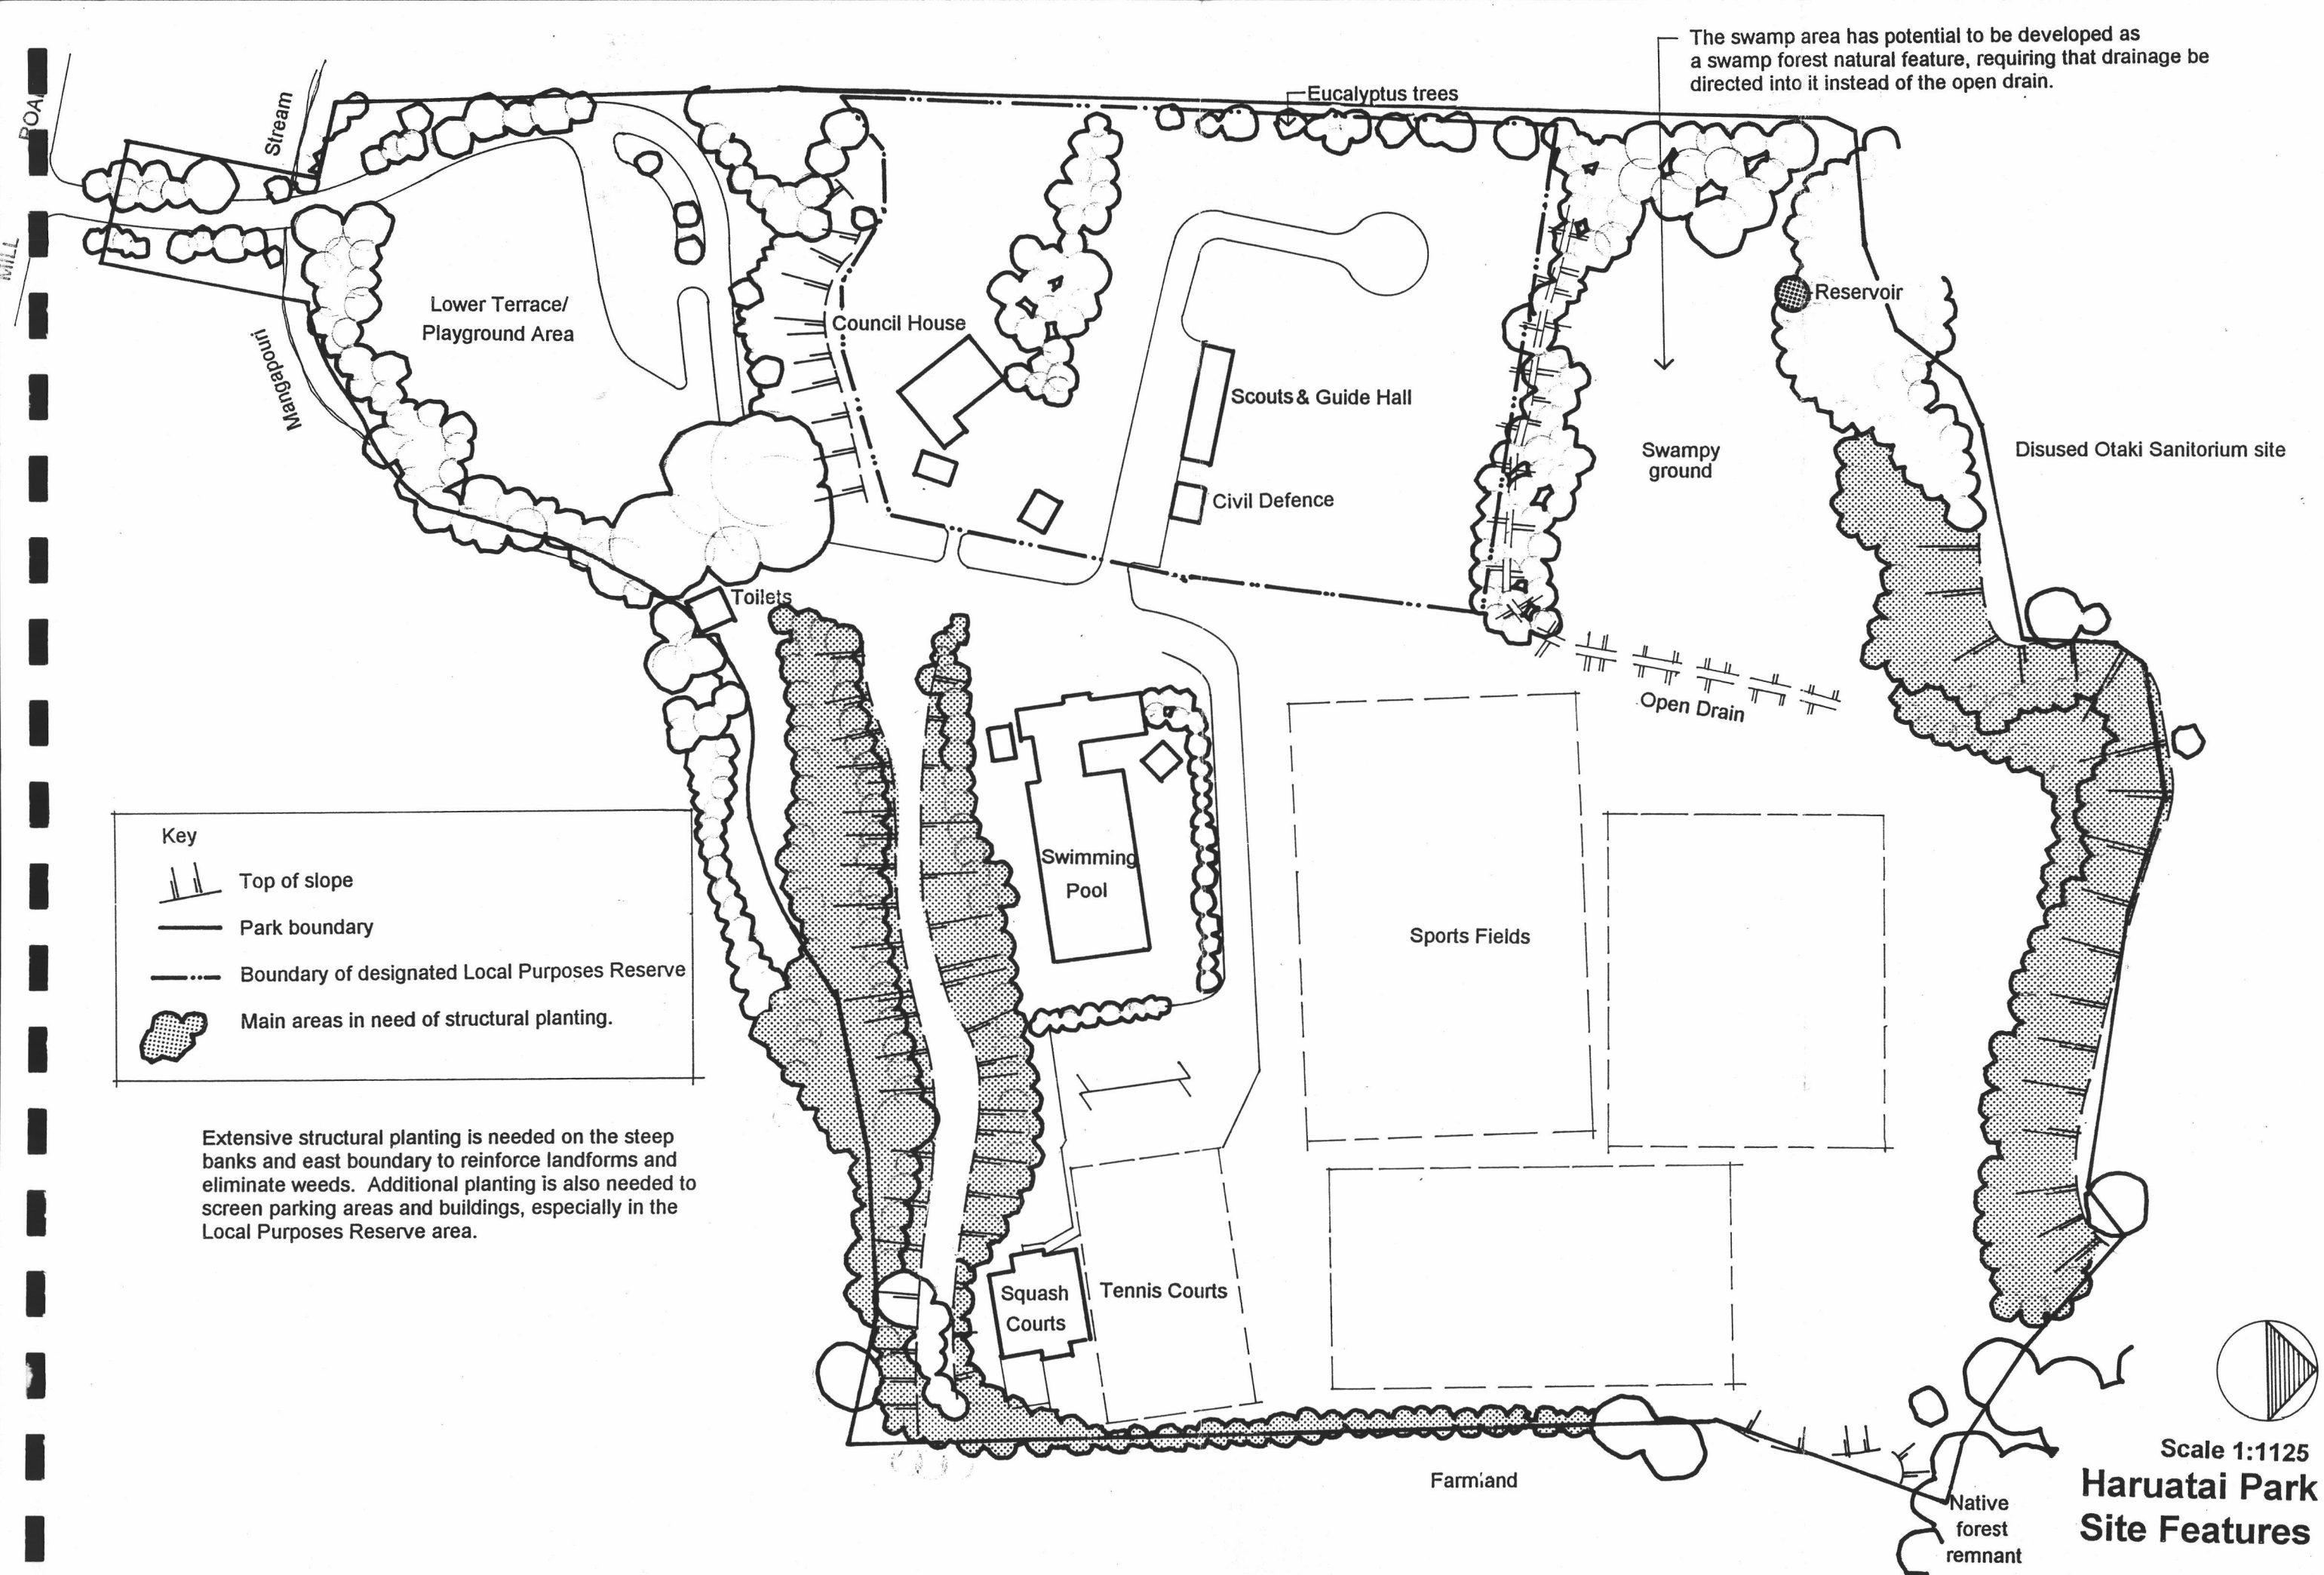 The swamp area has potential to be developed as
a swamp forest natural feature, requiring that drainage be
directed into it instead of the open drain.
Eucalyptus trees
Stream
ROAD
MILL
Mangapouri
Lower Terrace/
Playground Area
Council House
Reservoir
Scouts & Guide Hall
Swampy
ground
Disused Otaki Sanitorium site
Civil Defence
Toilets
Open Drain
Swimming
Pool
Sports Fields
Key
Top of slope
Park boundary
Boundary of designated Local Purposes Reserve
Main areas in need of structural planting.
Extensive structural planting is needed on the steep
banks and east boundary to reinforce landforms and
eliminate weeds. Additional planting is also needed to
screen parking areas and buildings, especially in the
Local Purposes Reserve area.
Squash
Courts
Tennis Courts
Farmland
Native
forest
remnant
Scale 1:1125
Haruatai Park
Site Features